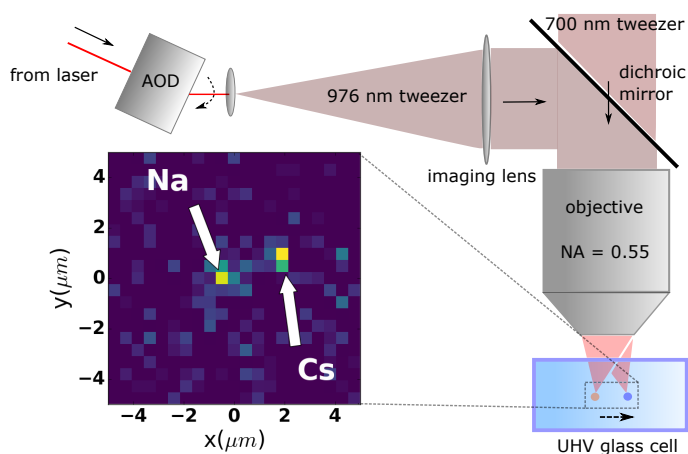 700 nm tweezer
from laser
AOD
976 nm tweezer
dichroic
mirror
imaging lens
objective
NA = 0.55
4
2
0
−2
−4
y(μm)
Na
Cs
−4
−2
0
2
4
x(μm)
UHV glass cell